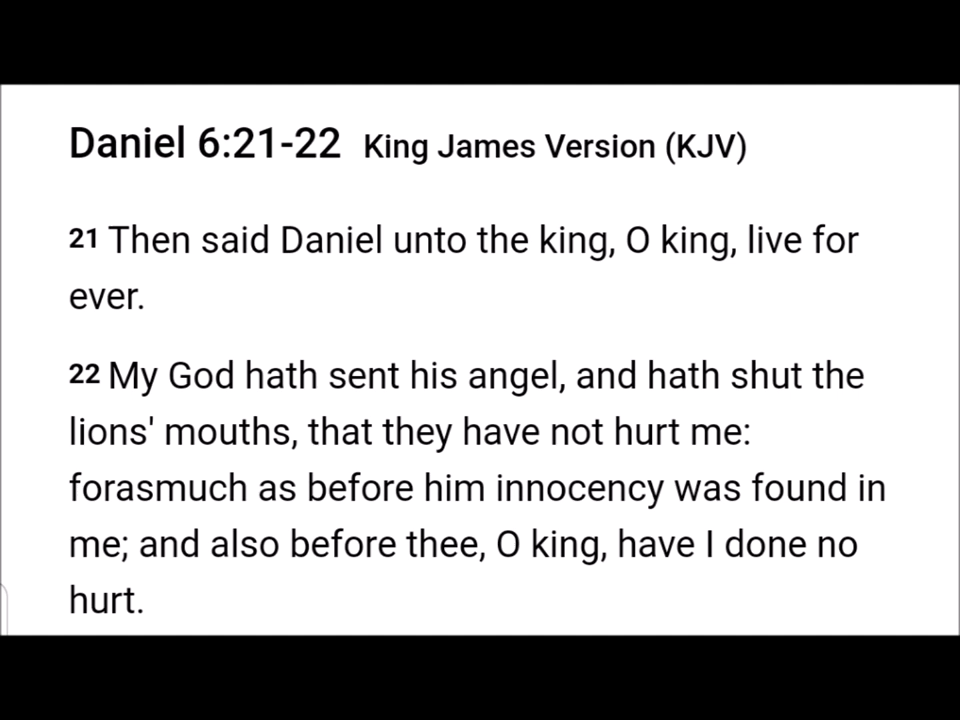 Daniel 6:21-22 King James Version (KJV)
21 Then said Daniel unto the king, O king, live for
ever.
22 My God hath sent his angel, and hath shut the
lions' mouths, that they have not hurt me:
forasmuch as before him innocency was found in
me; and also before thee, O king, have I done no
hurt.